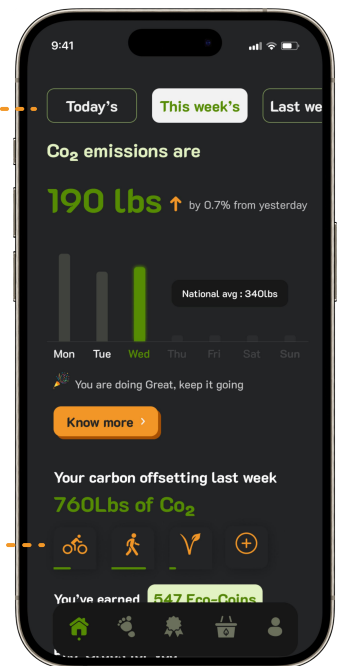 9:41
Today's
This week's
Last we
Co₂ emissions are
190 lbs ↑ by 0.7% from yesterday
National avg : 340lbs
Mon Tue Wed Thu Fri Sat Sun
🎉 You are doing Great, keep it going
Know more >
Your carbon offsetting last week
760Lbs of Co₂
You've earned 547 Eco-Coins